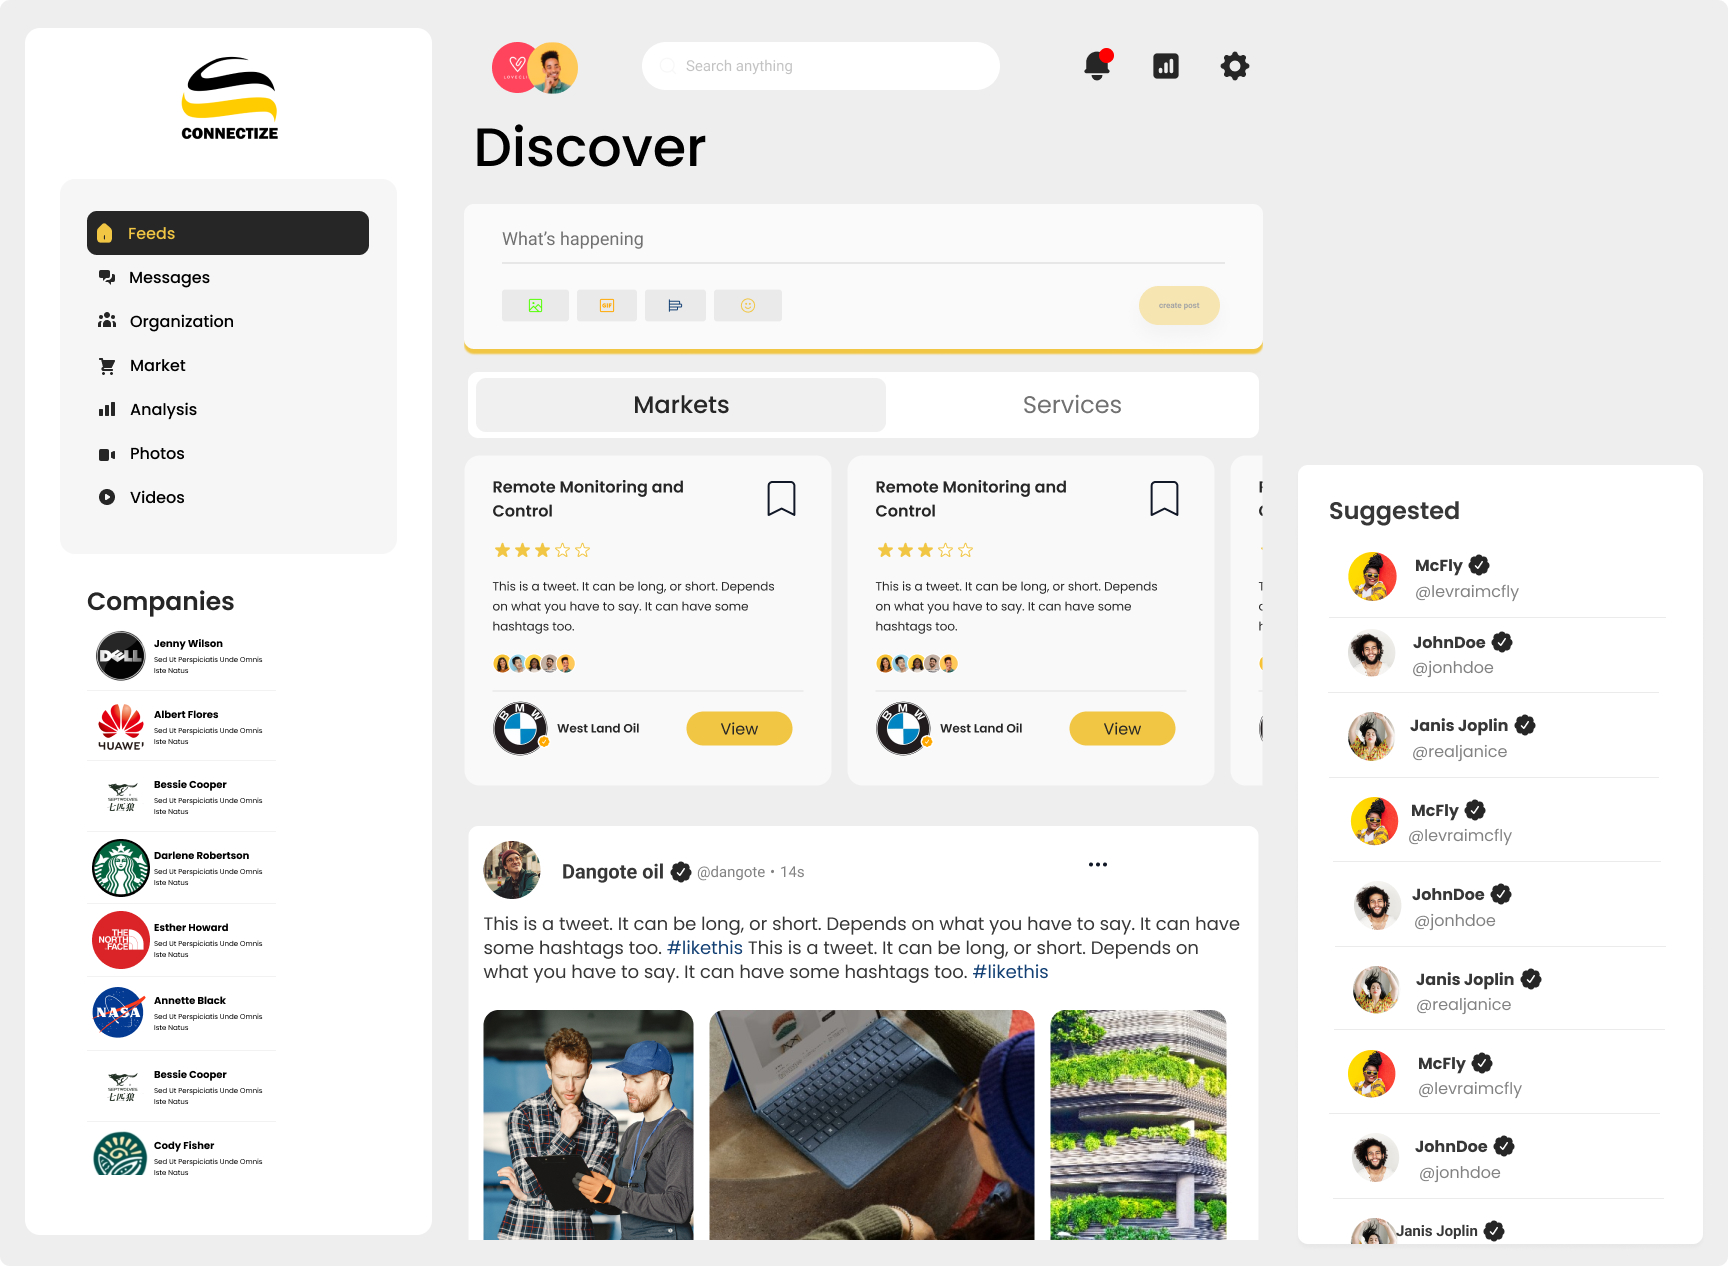 CONNECTIZE
Feeds
Messages
Organization
Market
Analysis
Photos
Videos
Companies
DELL
Jenny Wilson
Sed Ut Perspiciatis Unde Omnis
Iste Natus
HUAWEI
Albert Flores
Sed Ut Perspiciatis Unde Omnis
Iste Natus
SEPTWOLVES
七匹狼
Bessie Cooper
Sed Ut Perspiciatis Unde Omnis
Iste Natus
Darlene Robertson
Sed Ut Perspiciatis Unde Omnis
Iste Natus
THE
NORTH
FACE
Esther Howard
Sed Ut Perspiciatis Unde Omnis
Iste Natus
NASA
Annette Black
Sed Ut Perspiciatis Unde Omnis
Iste Natus
SEPTWOLVES
七匹狼
Bessie Cooper
Sed Ut Perspiciatis Unde Omnis
Iste Natus
Cody Fisher
Sed Ut Perspiciatis Unde Omnis
Iste Natus
Search anything
Discover
What's happening
GIF
create post
Markets
Services
Remote Monitoring and
Control
This is a tweet. It can be long, or short. Depends
on what you have to say. It can have some
hashtags too.
BMW
West Land Oil
View
Remote Monitoring and
Control
This is a tweet. It can be long, or short. Depends
on what you have to say. It can have some
hashtags too.
BMW
West Land Oil
View
Dangote oil @dangote • 14s
This is a tweet. It can be long, or short. Depends on what you have to say. It can have
some hashtags too. #likethis This is a tweet. It can be long, or short. Depends on
what you have to say. It can have some hashtags too. #likethis
Suggested
McFly
@levraimcfly
JohnDoe
@jonhdoe
Janis Joplin
@realjanice
McFly
@levraimcfly
JohnDoe
@jonhdoe
Janis Joplin
@realjanice
McFly
@levraimcfly
JohnDoe
@jonhdoe
Janis Joplin